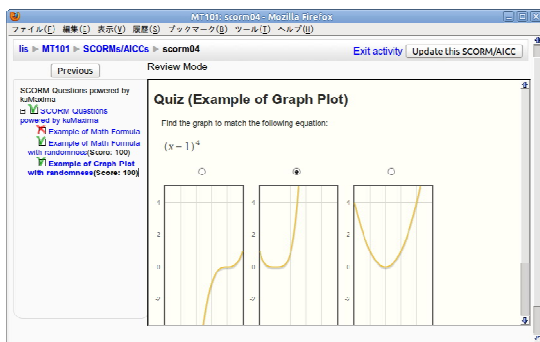 MT101: scorm04 - Mozilla Firefox
ファイル(F) 編集(E) 表示(V) 履歴(S) ブックマーク(B) ツール(T) ヘルプ(H)
lis ► MT101 ► SCORMs/AICCs ► scorm04
Exit activity
Update this SCORM/AICC
Previous
Review Mode
SCORM Questions powered by
kuMaxima
SCORM Questions
powered by kuMaxima
Example of Math Formula
Example of Math Formula
with randomness(Score: 100)
Example of Graph Plot
with randomness(Score: 100)
Quiz (Example of Graph Plot)
Find the graph to match the following equation:
(x − 1)⁴
4 4 4
2 2 2
0 0 0
-2 -2 -2